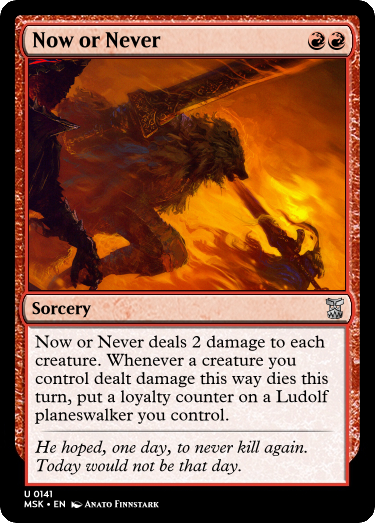 Now or Never
Sorcery
Now or Never deals 2 damage to each
creature. Whenever a creature you
control dealt damage this way dies this
turn, put a loyalty counter on a Ludolf
planeswalker you control.
He hoped, one day, to never kill again.
Today would not be that day.
U 0141
MSK • EN Anato Finnstark